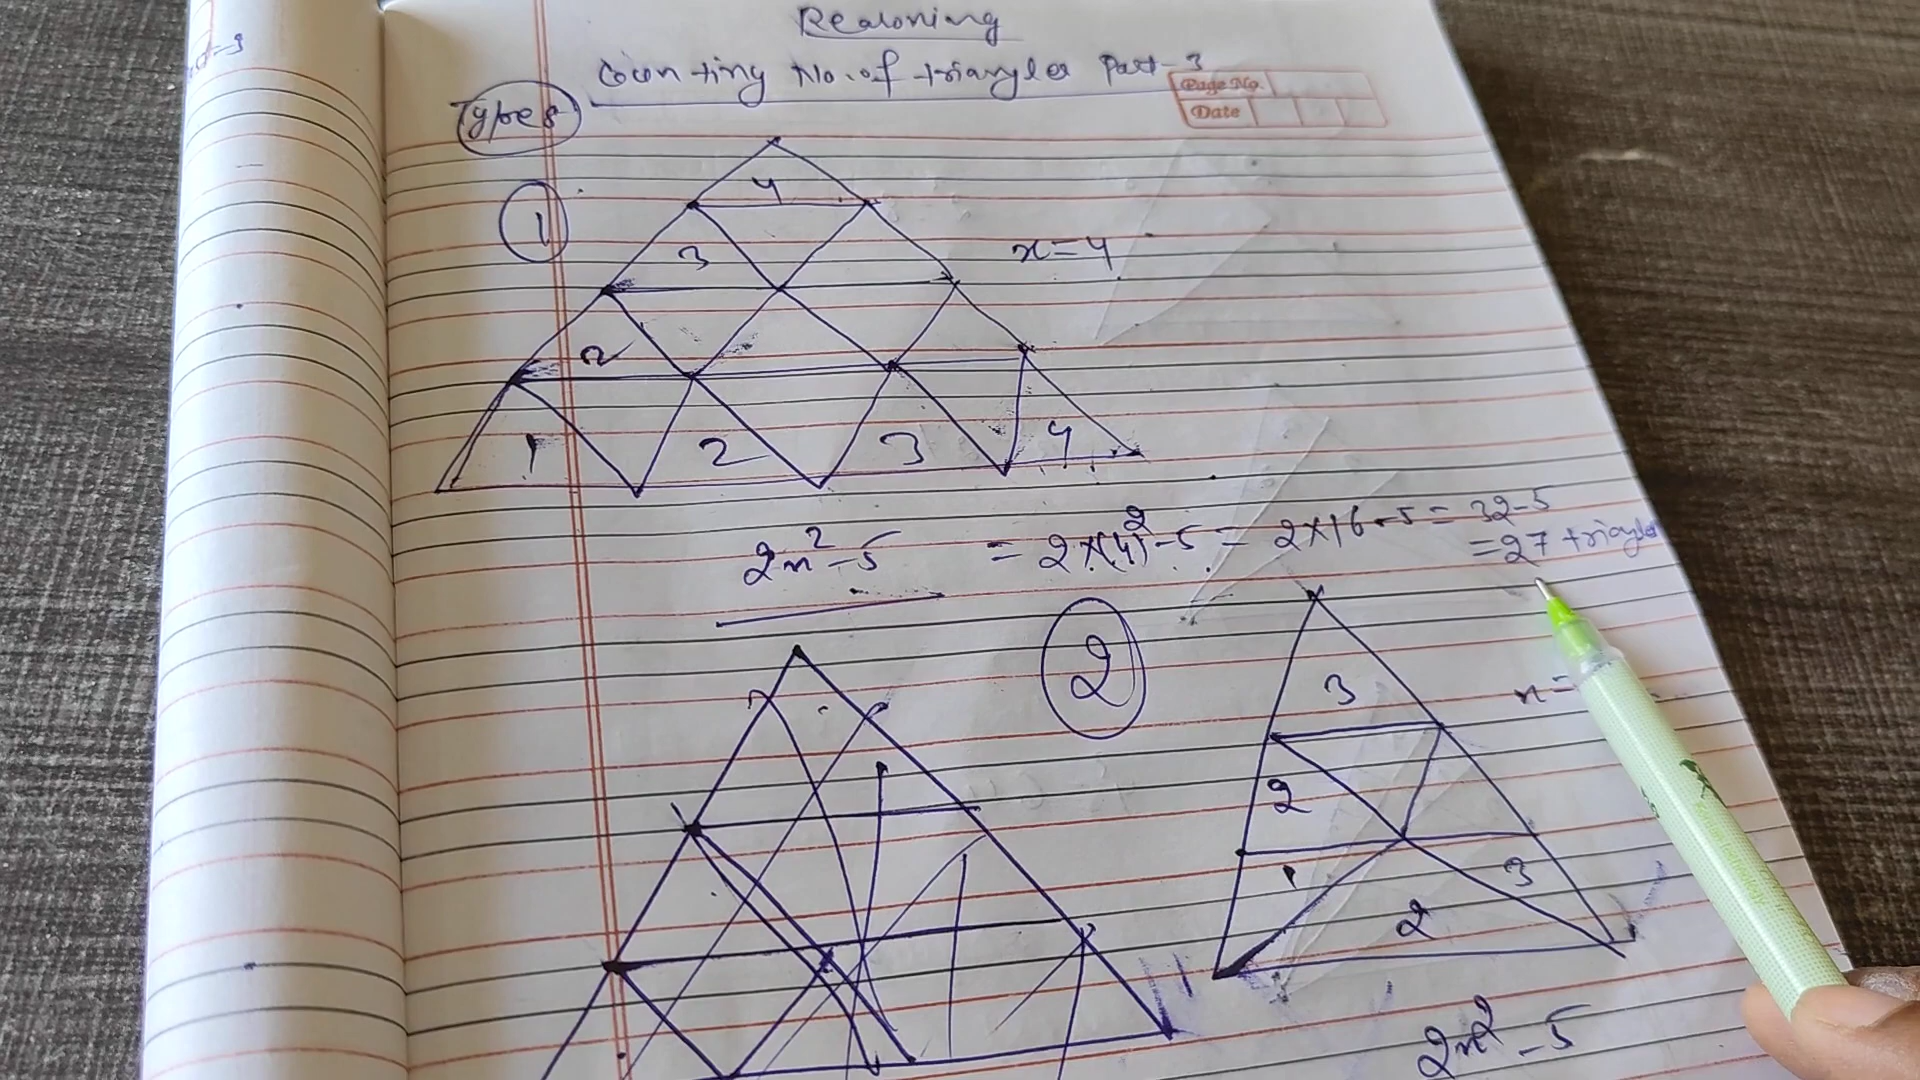 Reasoning
Counting No. of triangles Part-3
Page No.
Date
Types
1
4
3
x=4
2
1 2 3 4
2n²-5 = 2×(4)²-5 = 2×16-5 = 32-5
=27 triangle
2
3
n=
2
1
3
2
2n²-5